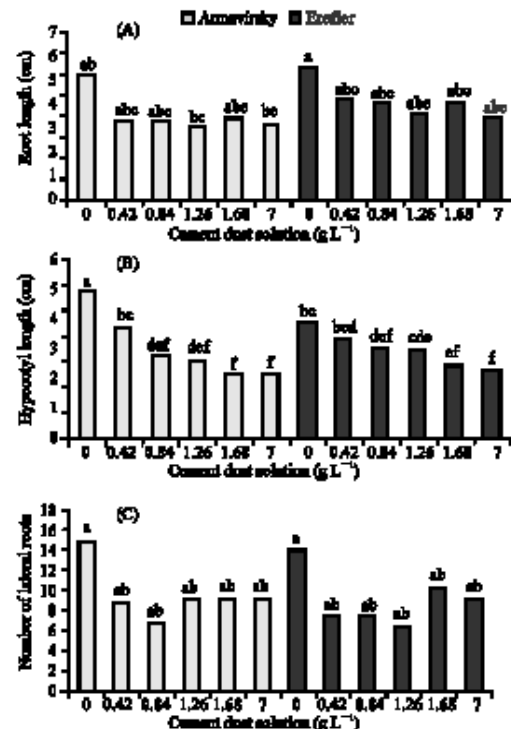 (A)
Root length (cm)
7
6
5
4
3
2
1
0
ab
abc
abc
bc
abc
bc
a
abc
abc
abc
abc
abc
0 0.42 0.84 1.26 1.68 7 0 0.42 0.84 1.26 1.68 7
Cement dust solution (g L⁻¹)
(B)
Hypocotyl length (cm)
6
5
4
3
2
1
0
a
bc
def
def
f
f
bc
bcd
def
cde
ef
f
0 0.42 0.84 1.26 1.68 7 0 0.42 0.84 1.26 1.68 7
Cement dust solution (g L⁻¹)
(C)
Number of lateral roots
18
16
14
12
10
8
6
4
2
0
a
ab
ab
ab
ab
ab
a
ab
ab
ab
ab
ab
0 0.42 0.84 1.26 1.68 7 0 0.42 0.84 1.26 1.68 7
Cement dust solution (g L⁻¹)